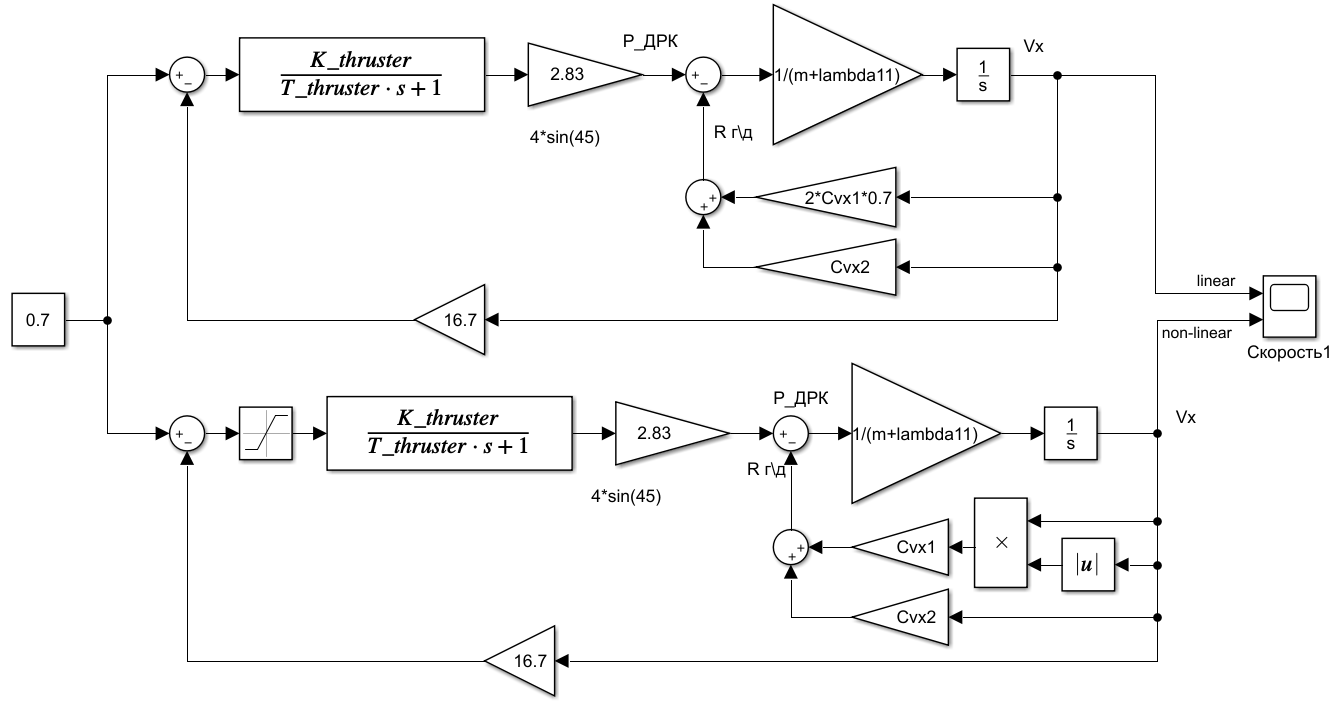 P_ДРК
Vx
+
−
K_thruster
T_thruster · s + 1
2.83
+
−
1/(m+lambda11)
1
s
4*sin(45)
R г\д
2*Cvx1*0.7
+
+
Cvx2
linear
0.7
16.7
non-linear
Скорость1
P_ДРК
Vx
+
−
K_thruster
T_thruster · s + 1
2.83
+
−
1/(m+lambda11)
1
s
R г\д
4*sin(45)
+
+
Cvx1
×
|u|
Cvx2
16.7